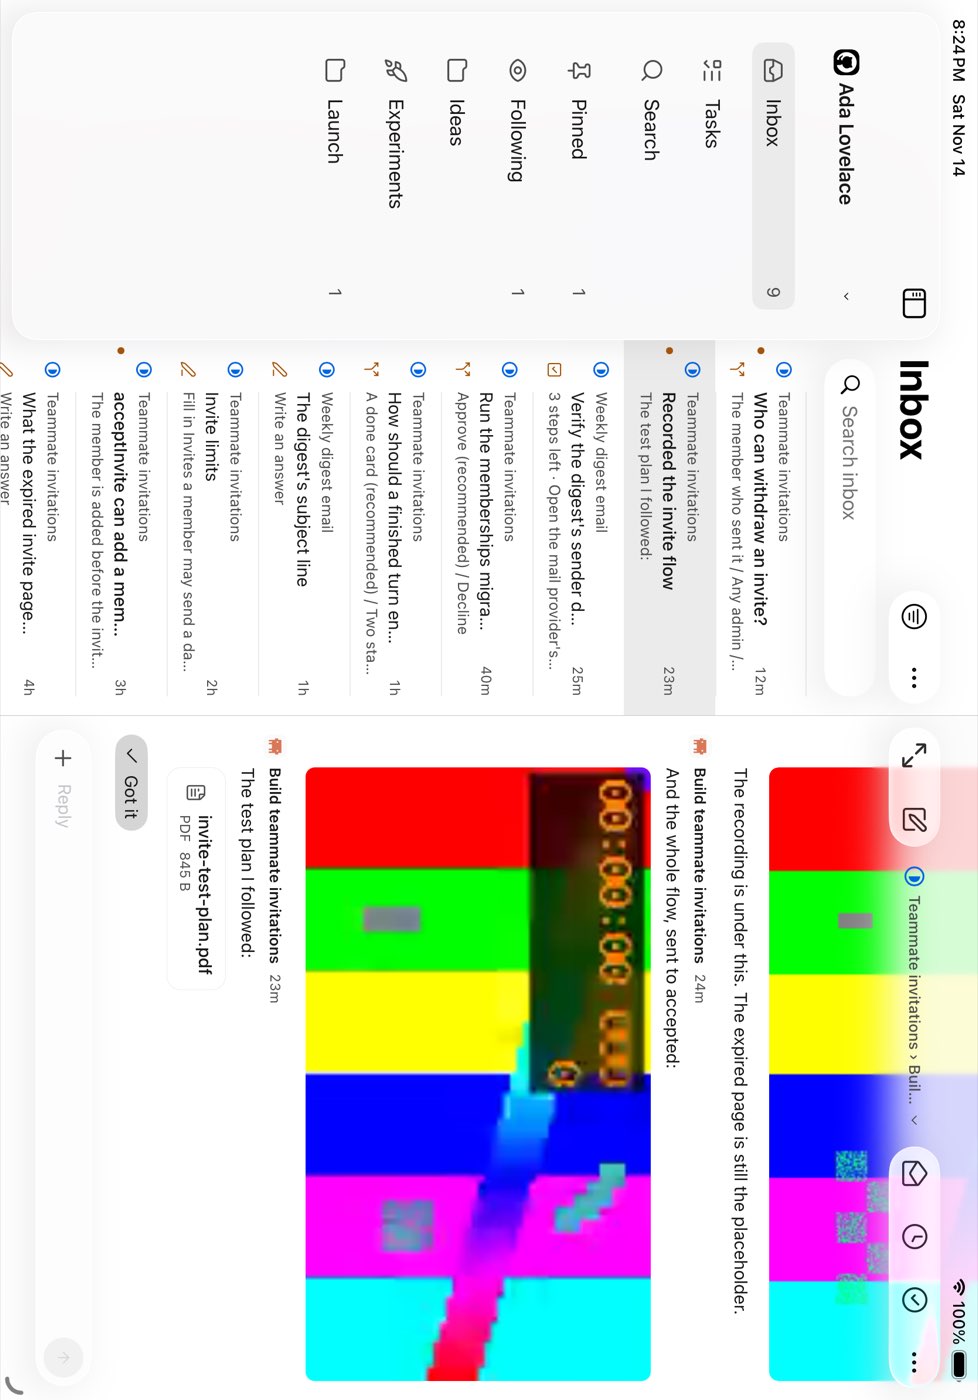 8:24 PM Sat Nov 14
100%
Ada Lovelace
Inbox 9
Tasks
Search
Pinned 1
Following 1
Ideas
Experiments
Launch 1
Inbox
Search inbox
Teammate invitations
Who can withdraw an invite? 12m
The member who sent it / Any admin /...
Teammate invitations
Recorded the invite flow 23m
The test plan I followed:
Weekly digest email
Verify the digest's sender d... 25m
3 steps left · Open the mail provider's...
Teammate invitations
Run the memberships migra... 40m
Approve (recommended) / Decline
Teammate invitations
How should a finished turn en... 1h
A done card (recommended) / Two sta...
Weekly digest email
The digest's subject line 1h
Write an answer
Teammate invitations
Invite limits 2h
Fill in Invites a member may send a da...
Teammate invitations
acceptInvite can add a mem... 3h
The member is added before the invit...
Teammate invitations
What the expired invite page... 4h
Write an answer
Teammate invitations › Buil...
The recording is under this. The expired page is still the placeholder.
Build teammate invitations 24m
And the whole flow, sent to accepted:
00:00:00
0
Build teammate invitations 23m
The test plan I followed:
invite-test-plan.pdf
PDF 845 B
Got it
Reply